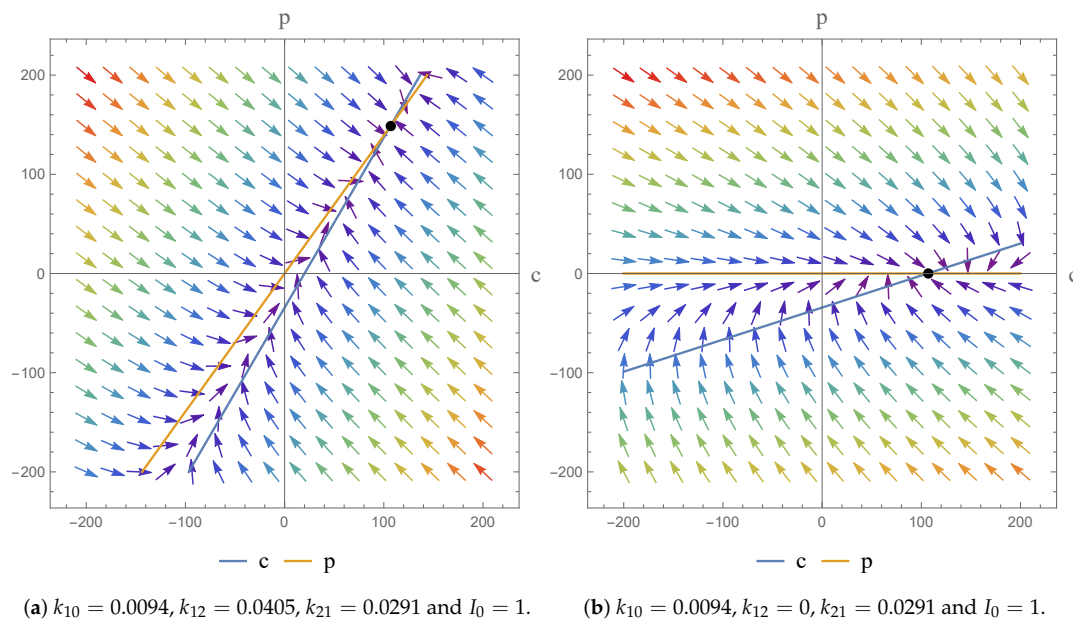 p p
200 200
100 100
0 c 0 c
−100 −100
−200 −200
−200 −100 0 100 200 −200 −100 0 100 200
c p c p
(a) k10 = 0.0094, k12 = 0.0405, k21 = 0.0291 and I0 = 1. (b) k10 = 0.0094, k12 = 0, k21 = 0.0291 and I0 = 1.